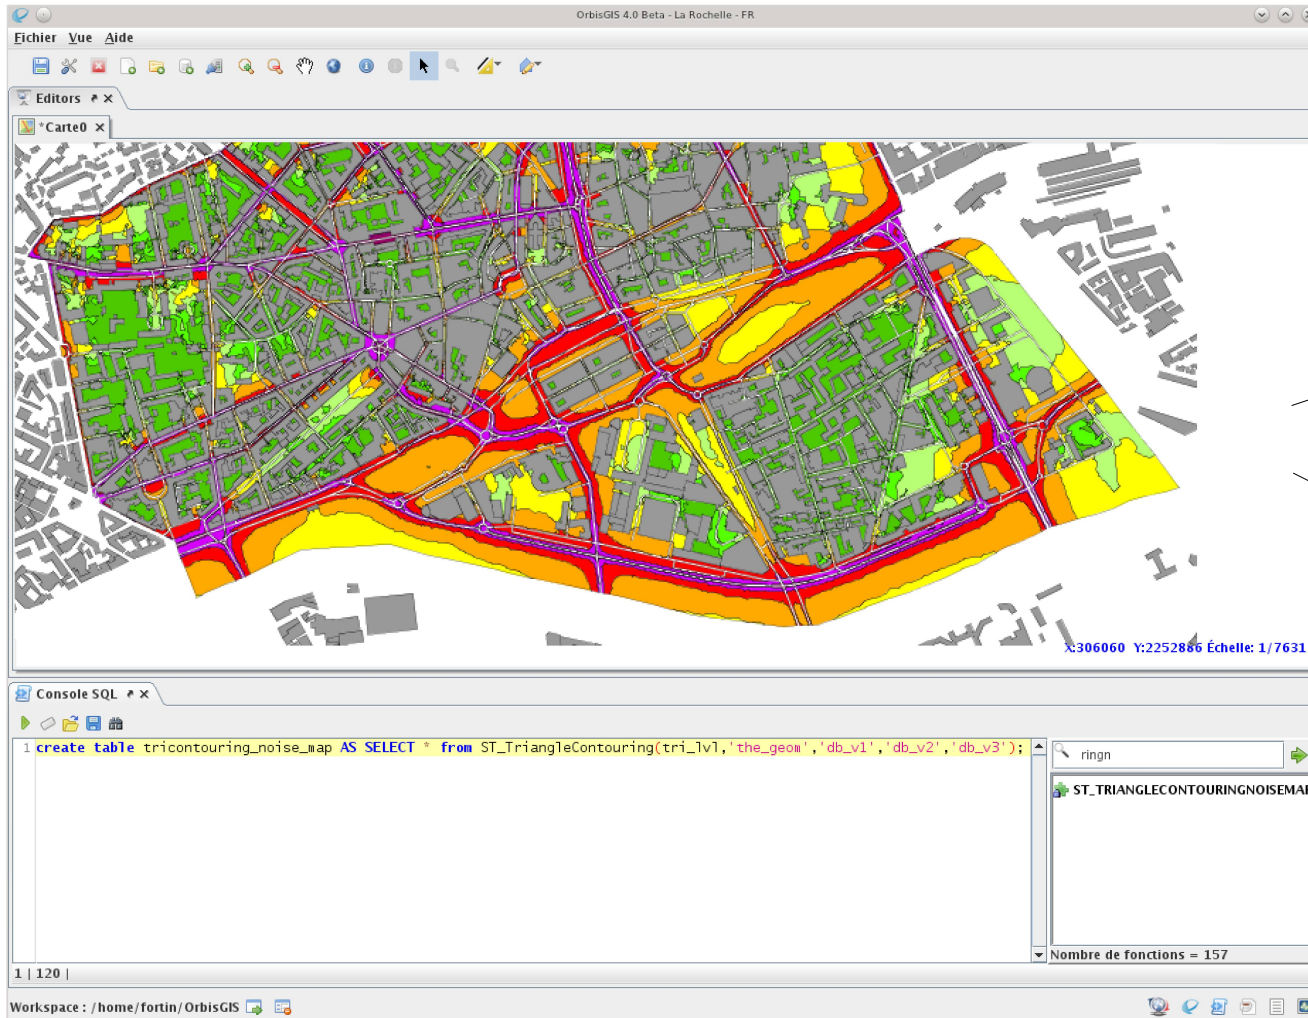 OrbisGIS 4.0 Beta - La Rochelle - FR
Fichier Vue Aide
Editors
*Carte0
X:306060 Y:2252886 Échelle: 1/7631
Console SQL
1 create table tricontouring_noise_map AS SELECT * from ST_TriangleContouring(tri_lvl,'the_geom','db_v1','db_v2','db_v3');
ringn
ST_TRIANGLECONTOURINGNOISEMAP
Nombre de fonctions = 157
1 | 120 |
Workspace : /home/fortin/OrbisGIS